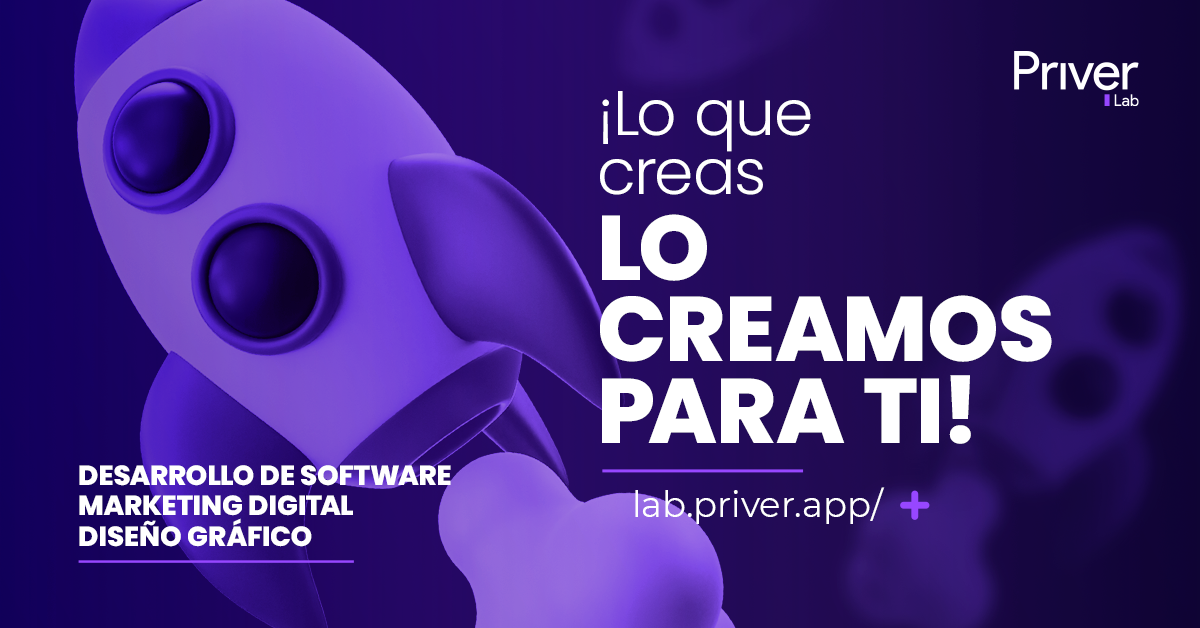 Priver
Lab
¡Lo que
creas
LO
CREAMOS
PARA TI!
lab.priver.app/ +
DESARROLLO DE SOFTWARE
MARKETING DIGITAL
DISEÑO GRÁFICO